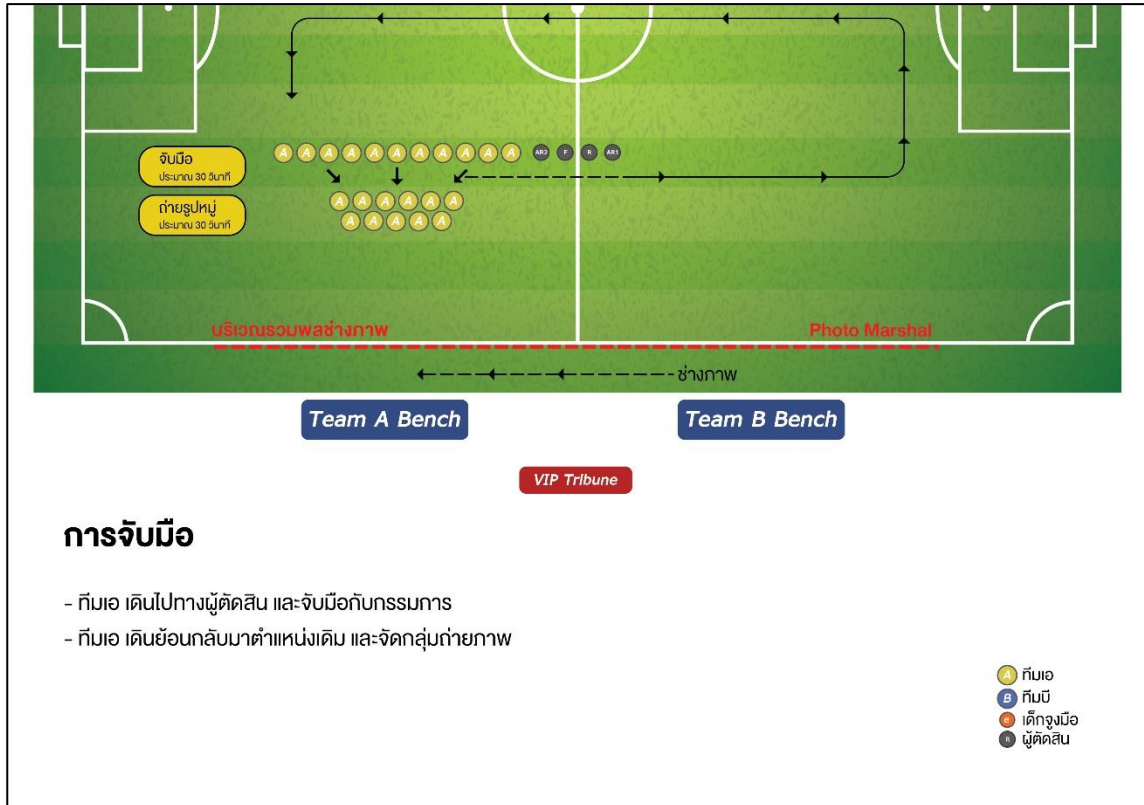 จับมือ
ประมาณ 30 วินาที
A A A A A A A A A A A AR2 F R AR1
ถ่ายรูปหมู่
ประมาณ 30 วินาที
A A A A A A
A A A A A
บริเวณรวมพลช่างภาพ Photo Marshal
ช่างภาพ
Team A Bench Team B Bench
VIP Tribune
การจับมือ
- ทีมเอ เดินไปทางผู้ตัดสิน และจับมือกับกรรมการ
- ทีมเอ เดินย้อนกลับมาตำแหน่งเดิม และจัดกลุ่มถ่ายภาพ
A ทีมเอ
B ทีมบี
e เด็กจูงมือ
R ผู้ตัดสิน